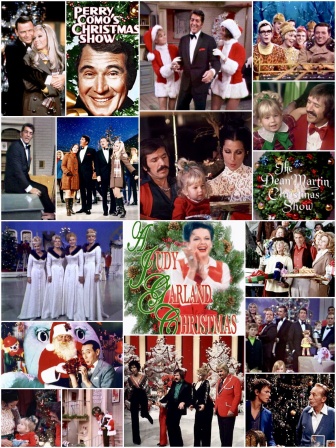 PERRY
COMO'S
CHRISTMAS
SHOW
The
Dean Martin
Christmas
Show
A
JUDY
GARLAND
CHRISTMAS